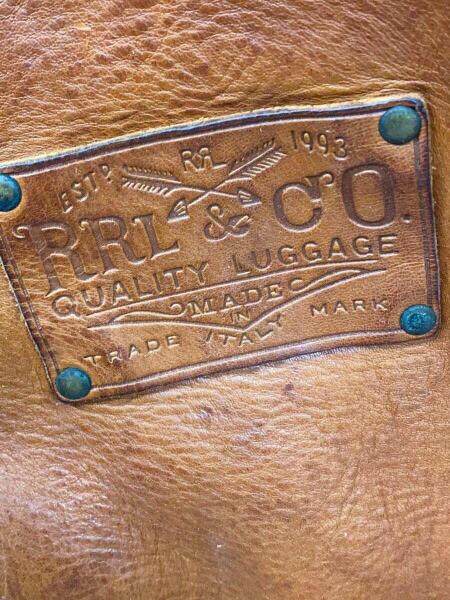 ESTD RRL 1993
RRL & CO.
QUALITY LUGGAGE
MADE
IN
TRADE ITALY MARK